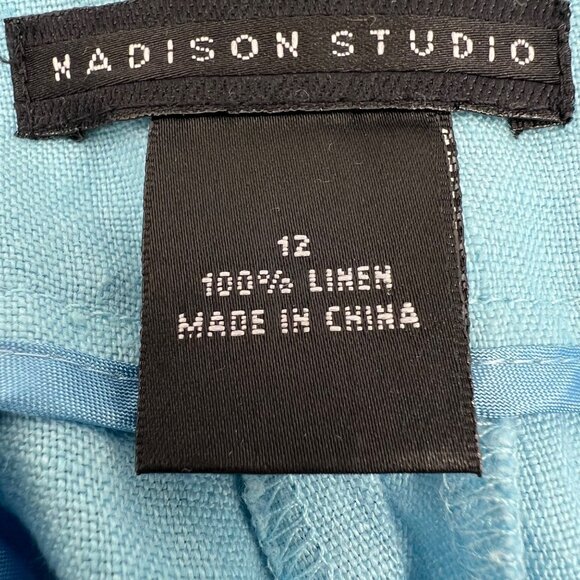 MADISON STUDIO
12
100% LINEN
MADE IN CHINA